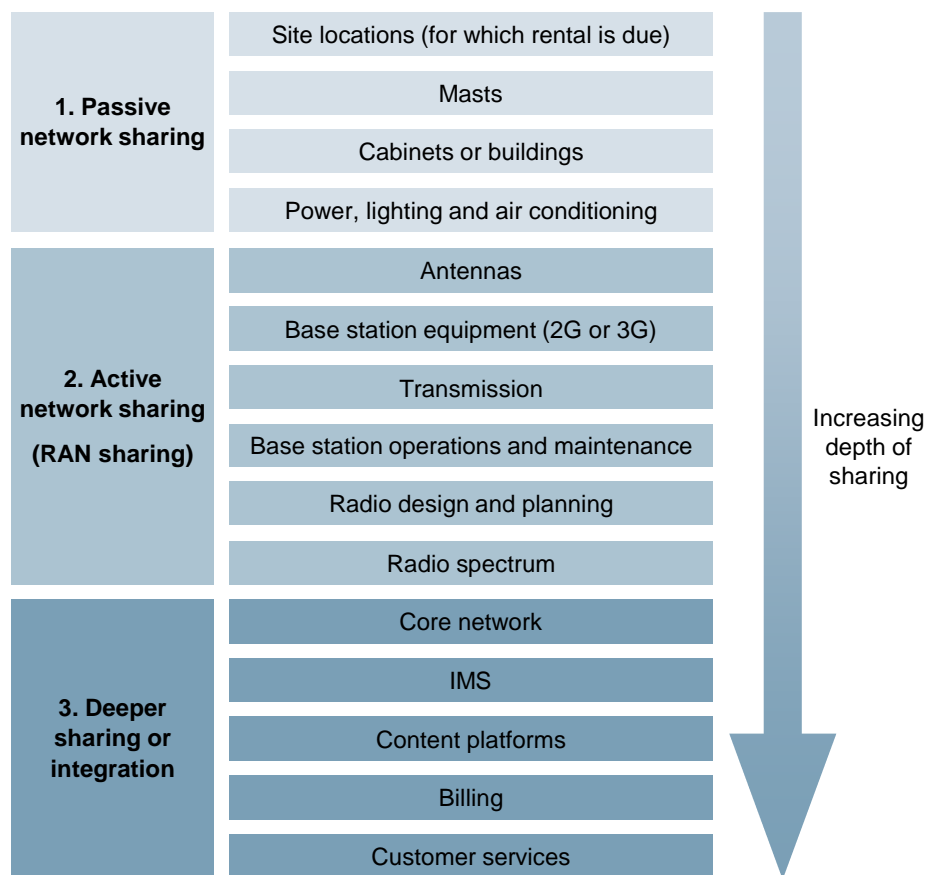 1. Passive
network sharing
Site locations (for which rental is due)
Masts
Cabinets or buildings
Power, lighting and air conditioning
2. Active
network sharing
(RAN sharing)
Antennas
Base station equipment (2G or 3G)
Transmission
Base station operations and maintenance
Radio design and planning
Radio spectrum
3. Deeper
sharing or
integration
Core network
IMS
Content platforms
Billing
Customer services
Increasing
depth of
sharing